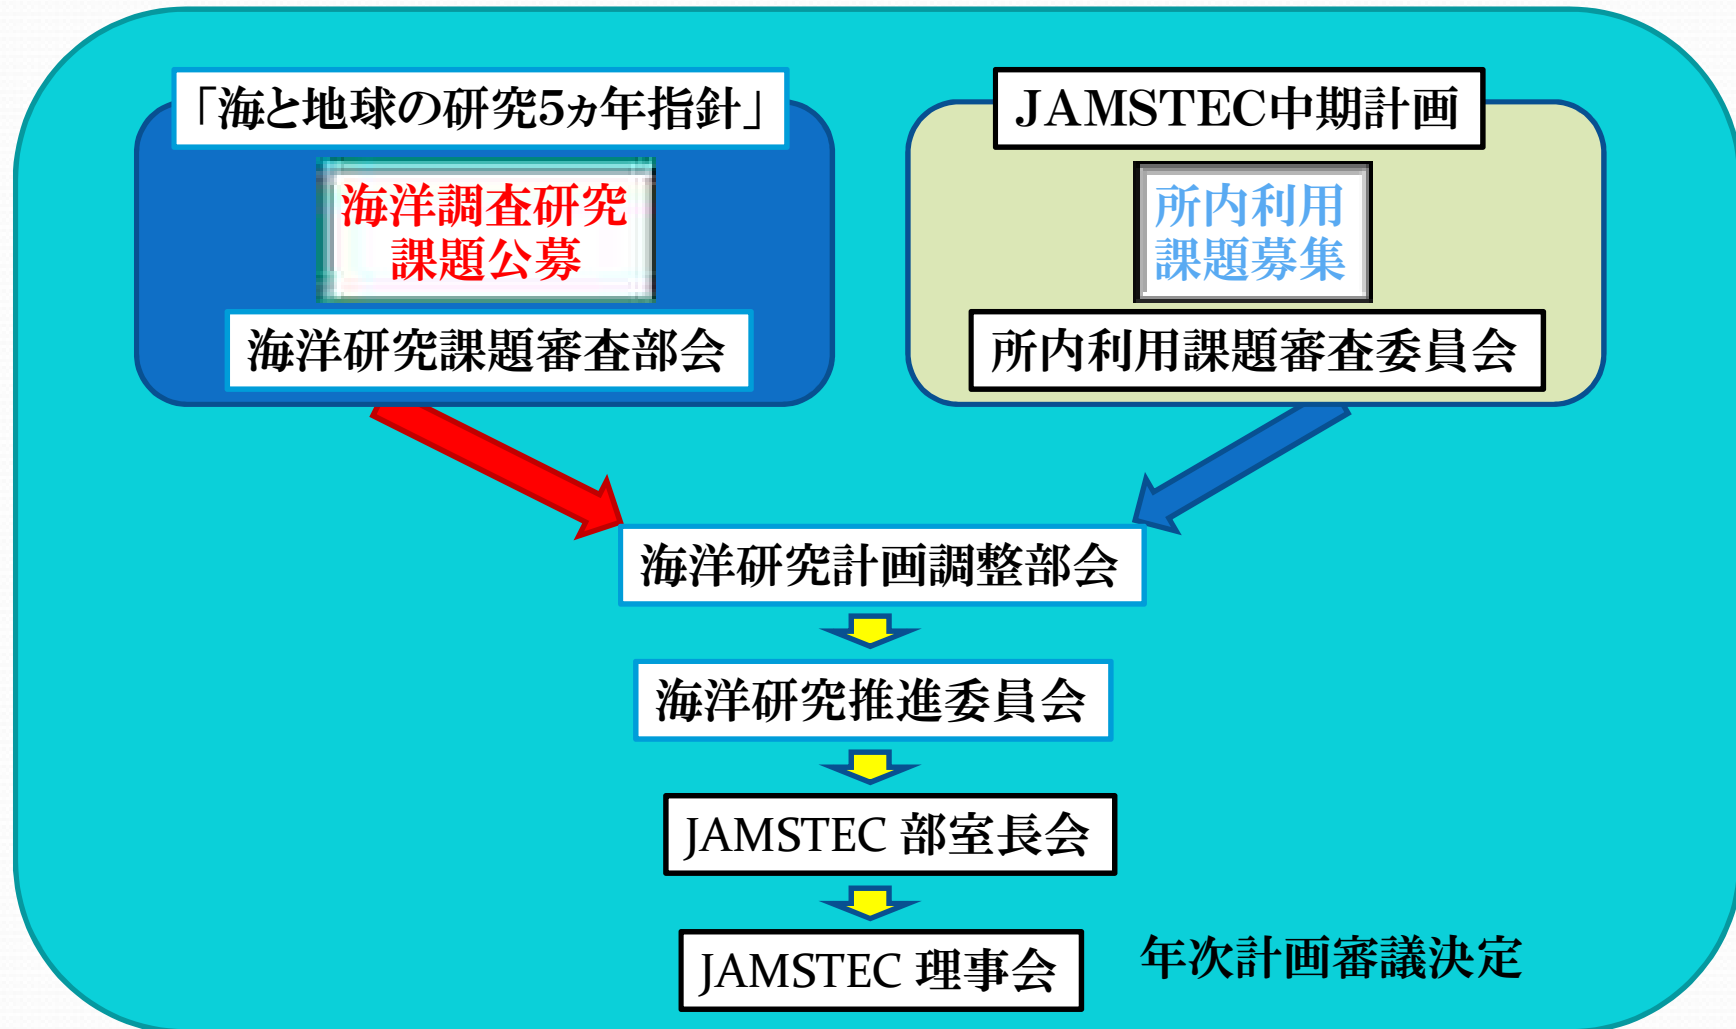 「海と地球の研究5ヵ年指針」
海洋調査研究
課題公募
海洋研究課題審査部会
JAMSTEC中期計画
所内利用
課題募集
所内利用課題審査委員会
海洋研究計画調整部会
海洋研究推進委員会
JAMSTEC 部室長会
JAMSTEC 理事会
年次計画審議決定